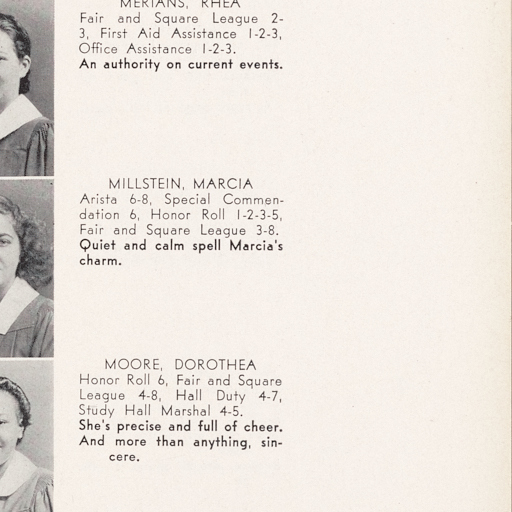 MERIANS, RHEA
Fair and Square League 2-
3, First Aid Assistance 1-2-3,
Office Assistance 1-2-3.
An authority on current events.
MILLSTEIN, MARCIA
Arista 6-8, Special Commen-
dation 6, Honor Roll 1-2-3-5,
Fair and Square League 3-8.
Quiet and calm spell Marcia's
charm.
MOORE, DOROTHEA
Honor Roll 6, Fair and Square
League 4-8, Hall Duty 4-7,
Study Hall Marshal 4-5.
She's precise and full of cheer.
And more than anything, sin-
cere.